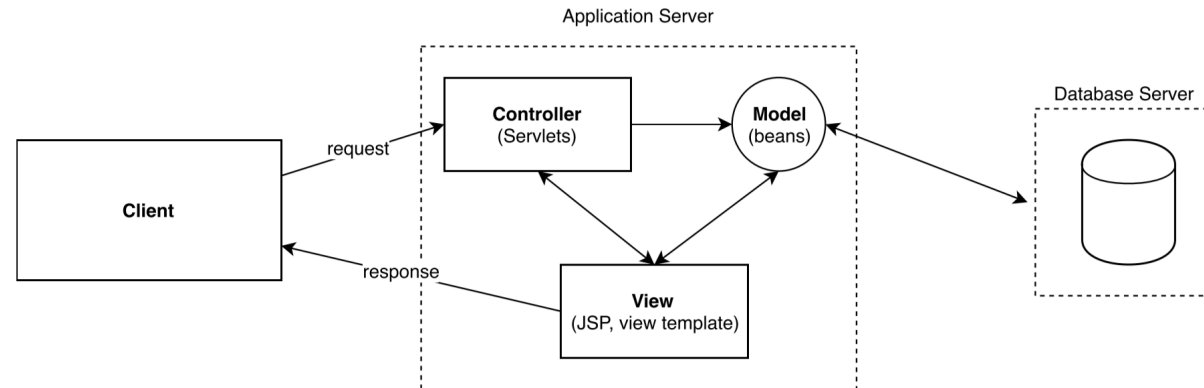 Application Server
Database Server
Controller
(Servlets)
Model
(beans)
request
Client
response
View
(JSP, view template)